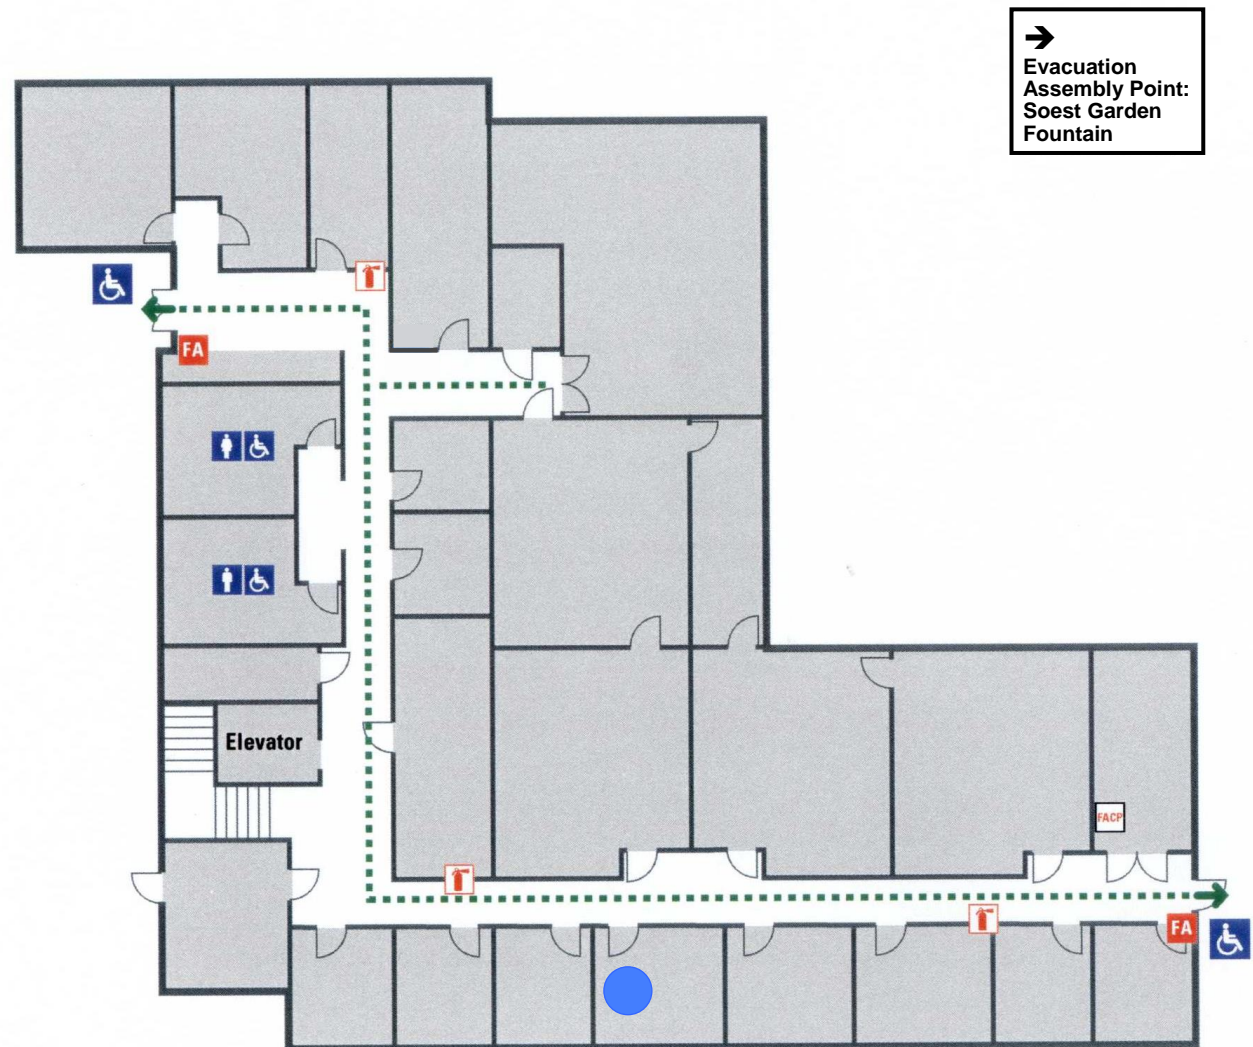 ➔
Evacuation
Assembly Point:
Soest Garden
Fountain
FA
Elevator
FACP
FA